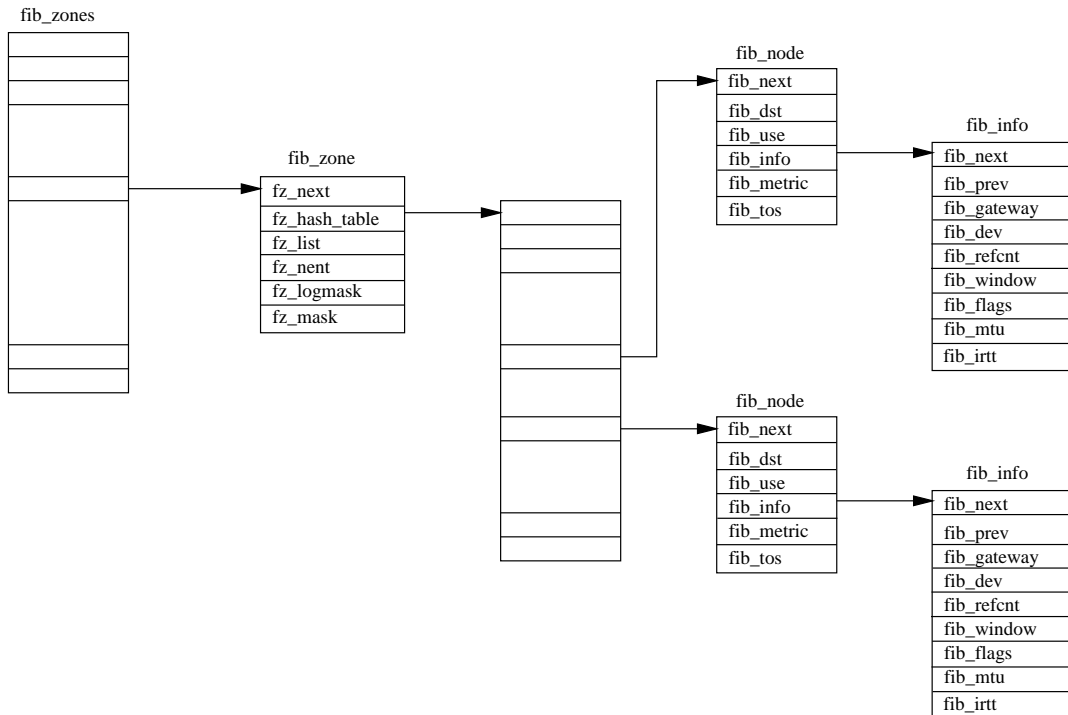 fib_zones
fib_zone
fz_next
fz_hash_table
fz_list
fz_nent
fz_logmask
fz_mask
fib_node
fib_next
fib_dst
fib_use
fib_info
fib_metric
fib_tos
fib_info
fib_next
fib_prev
fib_gateway
fib_dev
fib_refcnt
fib_window
fib_flags
fib_mtu
fib_irtt
fib_node
fib_next
fib_dst
fib_use
fib_info
fib_metric
fib_tos
fib_info
fib_next
fib_prev
fib_gateway
fib_dev
fib_refcnt
fib_window
fib_flags
fib_mtu
fib_irtt